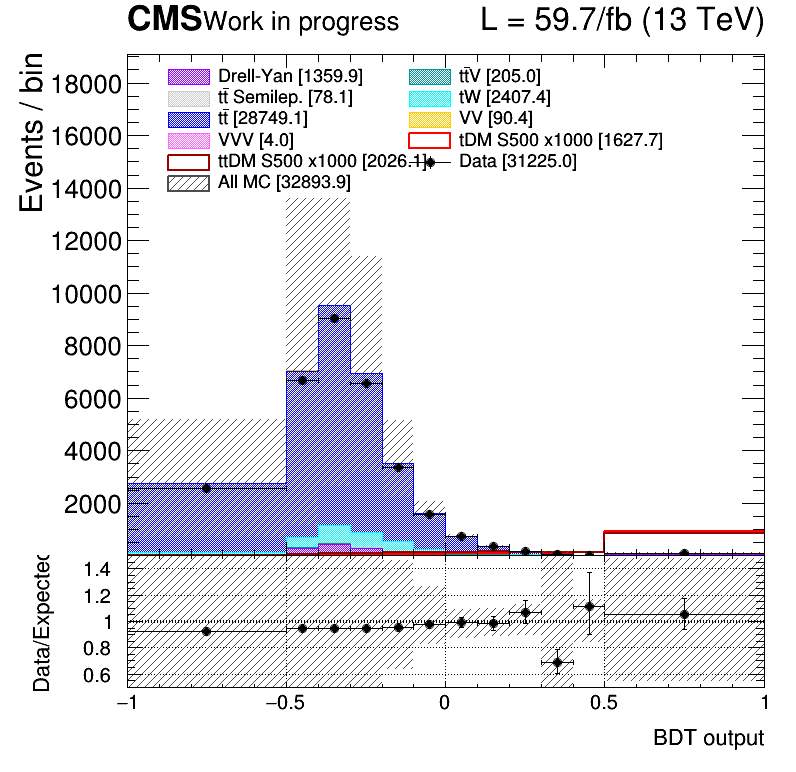 CMS Work in progress L = 59.7/fb (13 TeV)
Events / bin
18000
16000
14000
12000
10000
8000
6000
4000
2000
Drell-Yan [1359.9]
tt̄V [205.0]
tt̄ Semilep. [78.1]
tW [2407.4]
tt̄ [28749.1]
VV [90.4]
VVV [4.0]
tDM S500 x1000 [1627.7]
ttDM S500 x1000 [2026.1]
Data [31225.0]
All MC [32893.9]
Data/Expected
1.4
1.2
1
0.8
0.6
−1 −0.5 0 0.5 1
BDT output